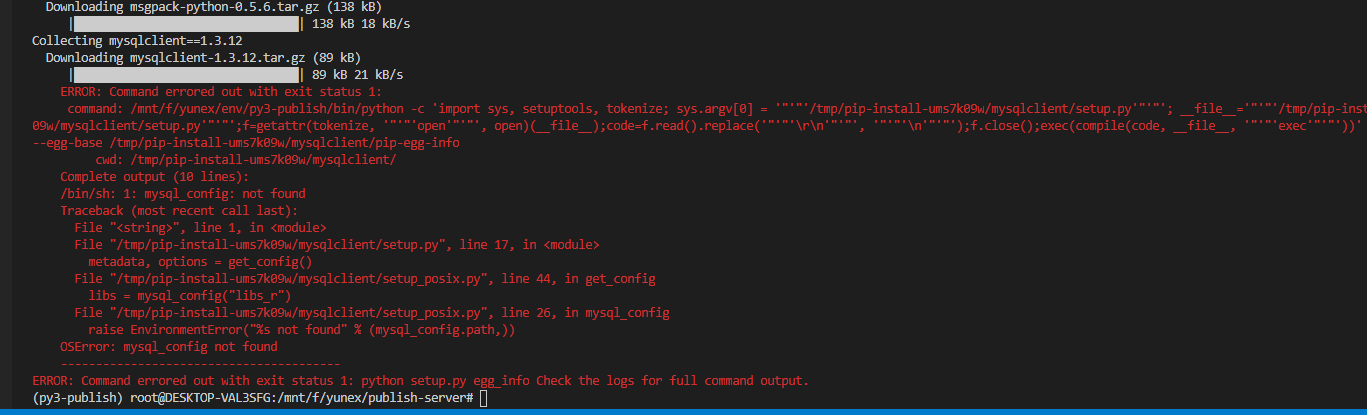 Downloading msgpack-python-0.5.6.tar.gz (138 kB)
|████████████████████████████████| 138 kB 18 kB/s
Collecting mysqlclient==1.3.12
Downloading mysqlclient-1.3.12.tar.gz (89 kB)
|████████████████████████████████| 89 kB 21 kB/s
ERROR: Command errored out with exit status 1:
command: /mnt/f/yunex/env/py3-publish/bin/python -c 'import sys, setuptools, tokenize; sys.argv[0] = '"'"'/tmp/pip-install-ums7k09w/mysqlclient/setup.py'"'"'; __file__='"'"'/tmp/pip-inst
09w/mysqlclient/setup.py'"'"';f=getattr(tokenize, '"'"'open'"'"', open)(__file__);code=f.read().replace('"'"'\r\n'"'"', '"'"'\n'"'"');f.close();exec(compile(code, __file__, '"'"'exec'"'"'))'
--egg-base /tmp/pip-install-ums7k09w/mysqlclient/pip-egg-info
cwd: /tmp/pip-install-ums7k09w/mysqlclient/
Complete output (10 lines):
/bin/sh: 1: mysql_config: not found
Traceback (most recent call last):
File "<string>", line 1, in <module>
File "/tmp/pip-install-ums7k09w/mysqlclient/setup.py", line 17, in <module>
metadata, options = get_config()
File "/tmp/pip-install-ums7k09w/mysqlclient/setup_posix.py", line 44, in get_config
libs = mysql_config("libs_r")
File "/tmp/pip-install-ums7k09w/mysqlclient/setup_posix.py", line 26, in mysql_config
raise EnvironmentError("%s not found" % (mysql_config.path,))
OSError: mysql_config not found
----------------------------------------
ERROR: Command errored out with exit status 1: python setup.py egg_info Check the logs for full command output.
(py3-publish) root@DESKTOP-VAL3SFG:/mnt/f/yunex/publish-server#